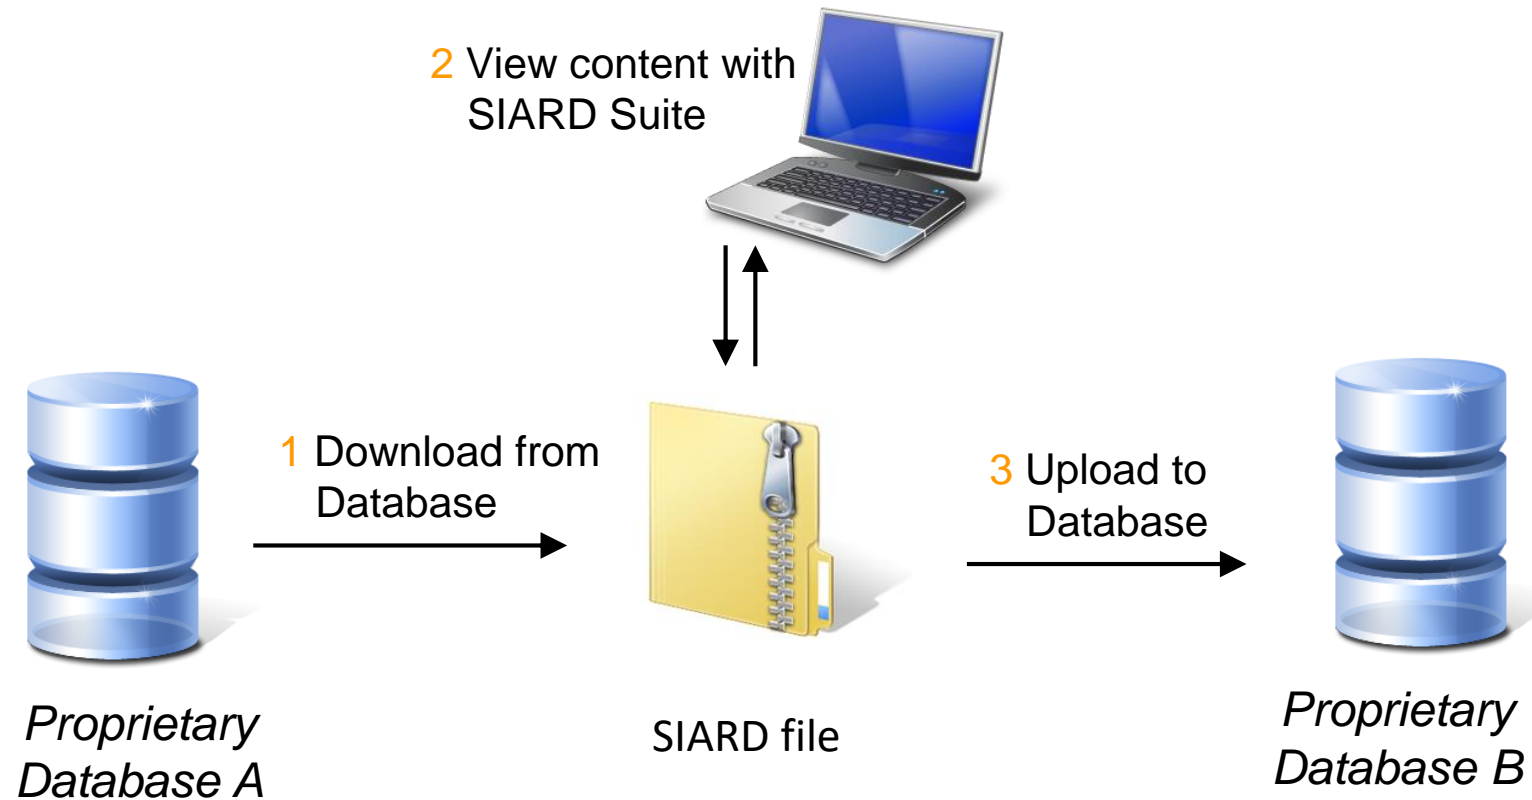 2 View content with
SIARD Suite
1 Download from
Database
3 Upload to
Database
Proprietary
Database A
SIARD file
Proprietary
Database B